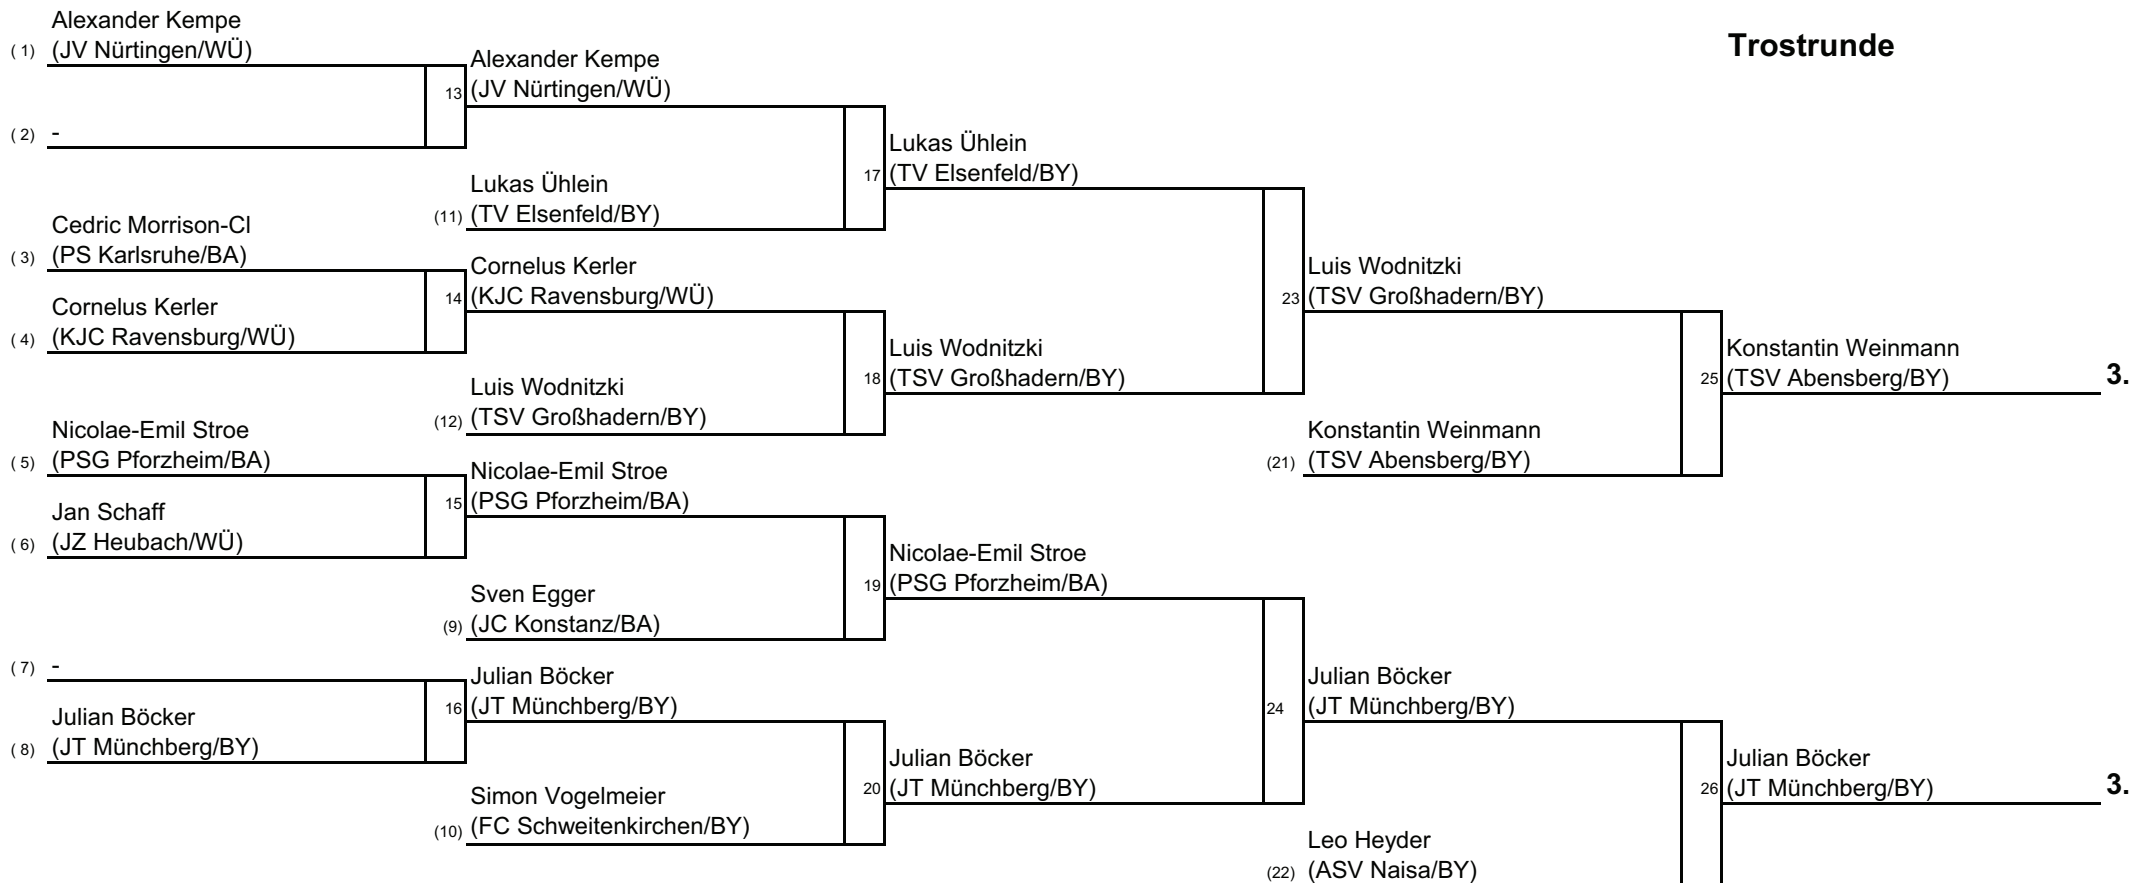 Trostrunde
Alexander Kempe
( 1) (JV Nürtingen/WÜ)
( 2) -
Cedric Morrison-Cl
( 3) (PS Karlsruhe/BA)
Cornelus Kerler
( 4) (KJC Ravensburg/WÜ)
Nicolae-Emil Stroe
( 5) (PSG Pforzheim/BA)
Jan Schaff
( 6) (JZ Heubach/WÜ)
( 7) -
Julian Böcker
( 8) (JT Münchberg/BY)
Alexander Kempe
13 (JV Nürtingen/WÜ)
Lukas Ühlein
(11) (TV Elsenfeld/BY)
Cornelus Kerler
14 (KJC Ravensburg/WÜ)
Luis Wodnitzki
(12) (TSV Großhadern/BY)
Nicolae-Emil Stroe
15 (PSG Pforzheim/BA)
Sven Egger
(9) (JC Konstanz/BA)
Julian Böcker
16 (JT Münchberg/BY)
Simon Vogelmeier
(10) (FC Schweitenkirchen/BY)
Lukas Ühlein
17 (TV Elsenfeld/BY)
Luis Wodnitzki
18 (TSV Großhadern/BY)
Nicolae-Emil Stroe
19 (PSG Pforzheim/BA)
Julian Böcker
20 (JT Münchberg/BY)
Luis Wodnitzki
23 (TSV Großhadern/BY)
Konstantin Weinmann
(21) (TSV Abensberg/BY)
Julian Böcker
24 (JT Münchberg/BY)
Leo Heyder
(22) (ASV Naisa/BY)
Konstantin Weinmann
25 (TSV Abensberg/BY) 3.
Julian Böcker
26 (JT Münchberg/BY) 3.